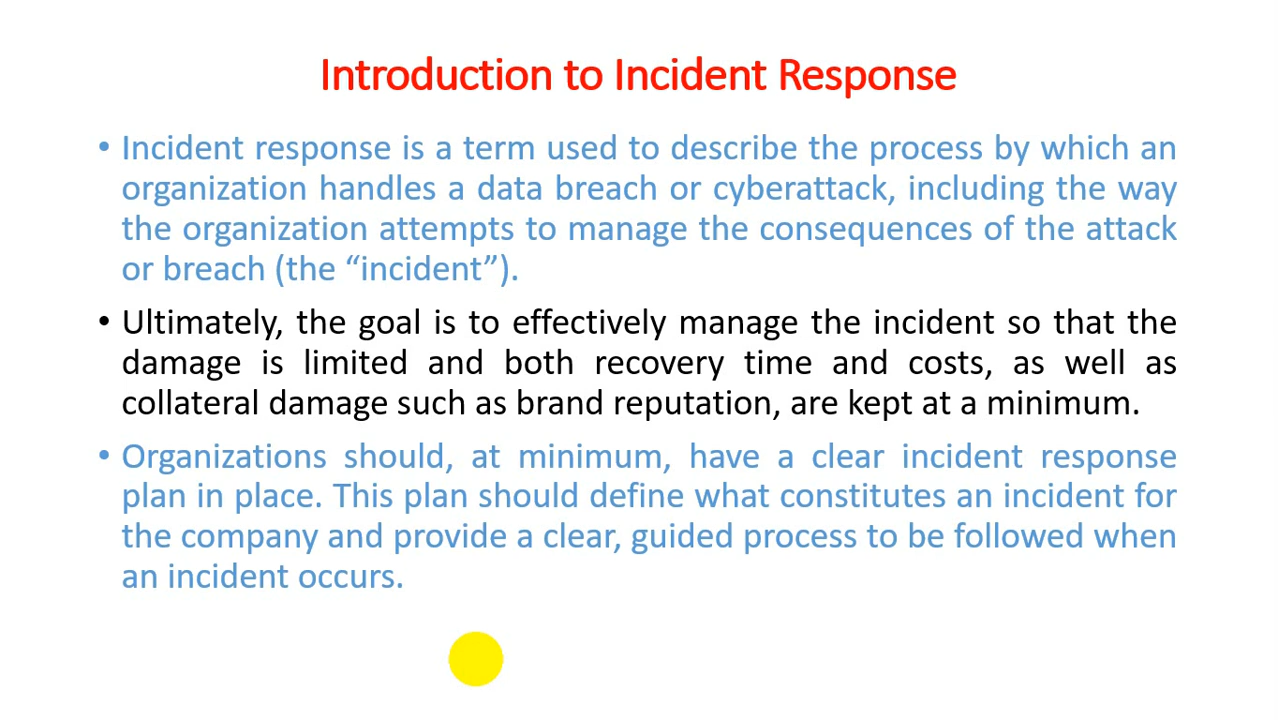 Introduction to Incident Response
• Incident response is a term used to describe the process by which an
organization handles a data breach or cyberattack, including the way
the organization attempts to manage the consequences of the attack
or breach (the “incident”).
• Ultimately, the goal is to effectively manage the incident so that the
damage is limited and both recovery time and costs, as well as
collateral damage such as brand reputation, are kept at a minimum.
• Organizations should, at minimum, have a clear incident response
plan in place. This plan should define what constitutes an incident for
the company and provide a clear, guided process to be followed when
an incident occurs.